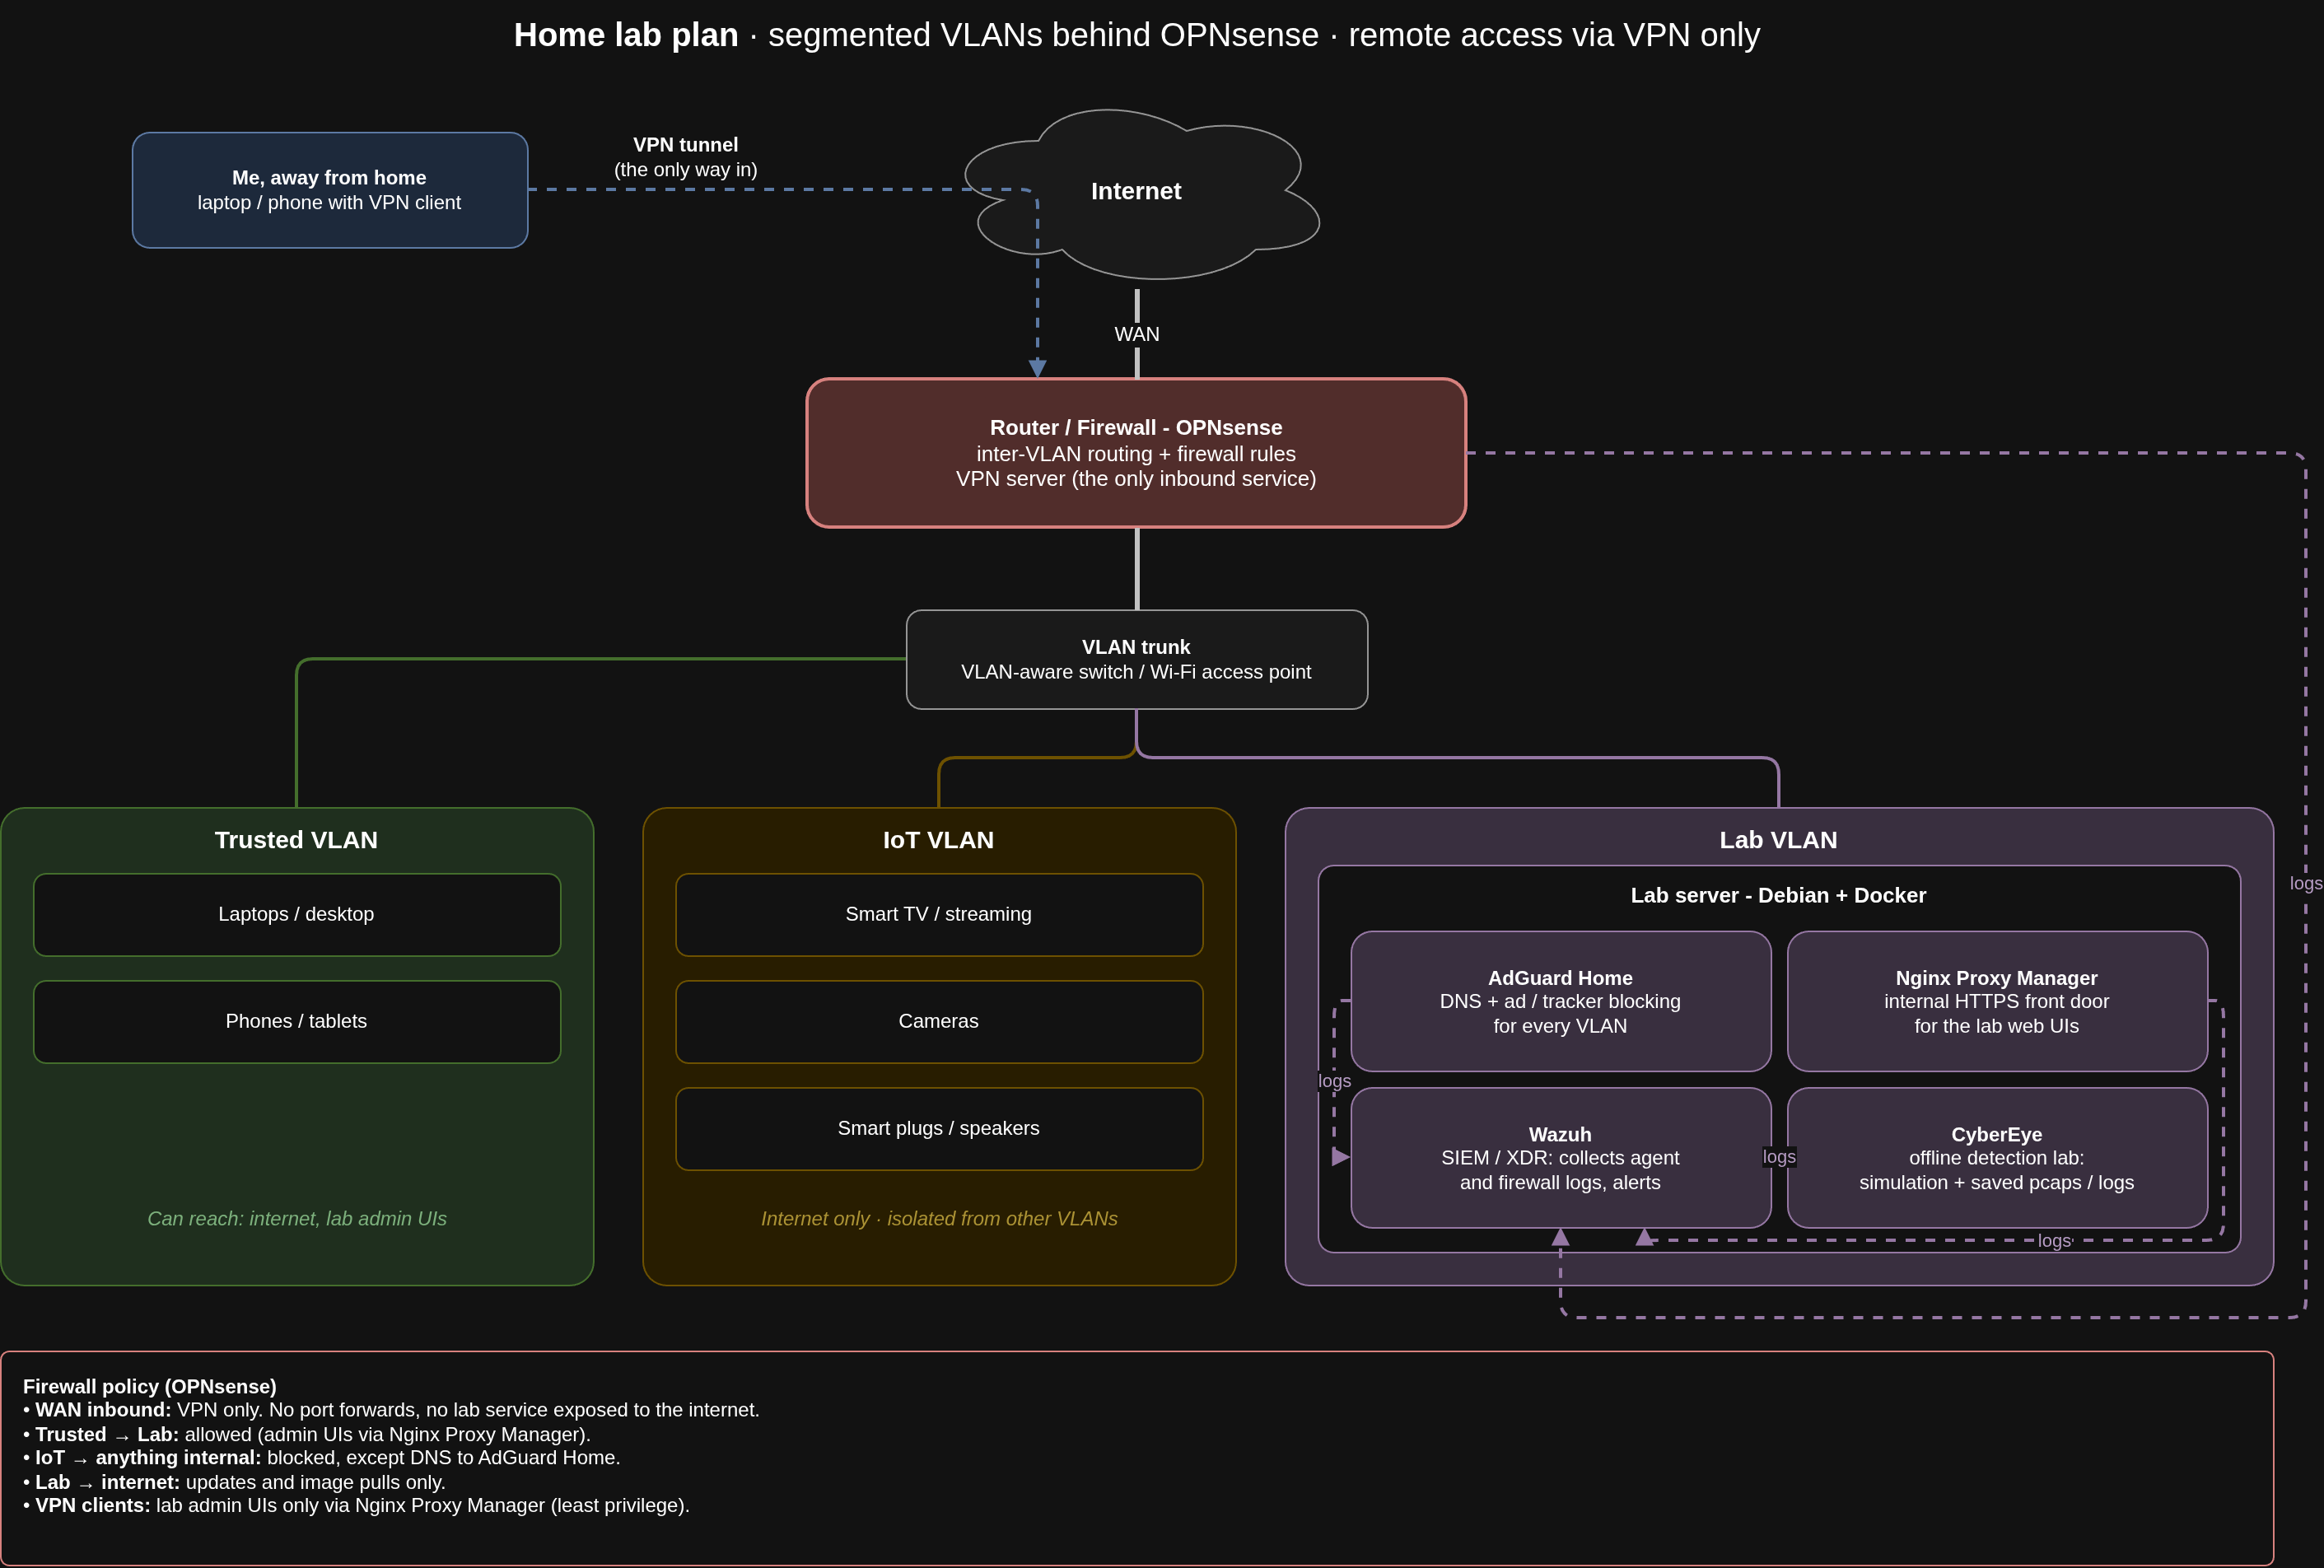 Home lab plan · segmented VLANs behind OPNsense · remote access via VPN only
Me, away from home
laptop / phone with VPN client
VPN tunnel
(the only way in)
Internet
WAN
Router / Firewall - OPNsense
inter-VLAN routing + firewall rules
VPN server (the only inbound service)
VLAN trunk
VLAN-aware switch / Wi-Fi access point
Trusted VLAN
Laptops / desktop
Phones / tablets
Can reach: internet, lab admin UIs
IoT VLAN
Smart TV / streaming
Cameras
Smart plugs / speakers
Internet only · isolated from other VLANs
Lab VLAN
Lab server - Debian + Docker
AdGuard Home
DNS + ad / tracker blocking
for every VLAN
Nginx Proxy Manager
internal HTTPS front door
for the lab web UIs
logs
Wazuh
SIEM / XDR: collects agent
and firewall logs, alerts
logs
CyberEye
offline detection lab:
simulation + saved pcaps / logs
logs
logs
Firewall policy (OPNsense)
• WAN inbound: VPN only. No port forwards, no lab service exposed to the internet.
• Trusted → Lab: allowed (admin UIs via Nginx Proxy Manager).
• IoT → anything internal: blocked, except DNS to AdGuard Home.
• Lab → internet: updates and image pulls only.
• VPN clients: lab admin UIs only via Nginx Proxy Manager (least privilege).